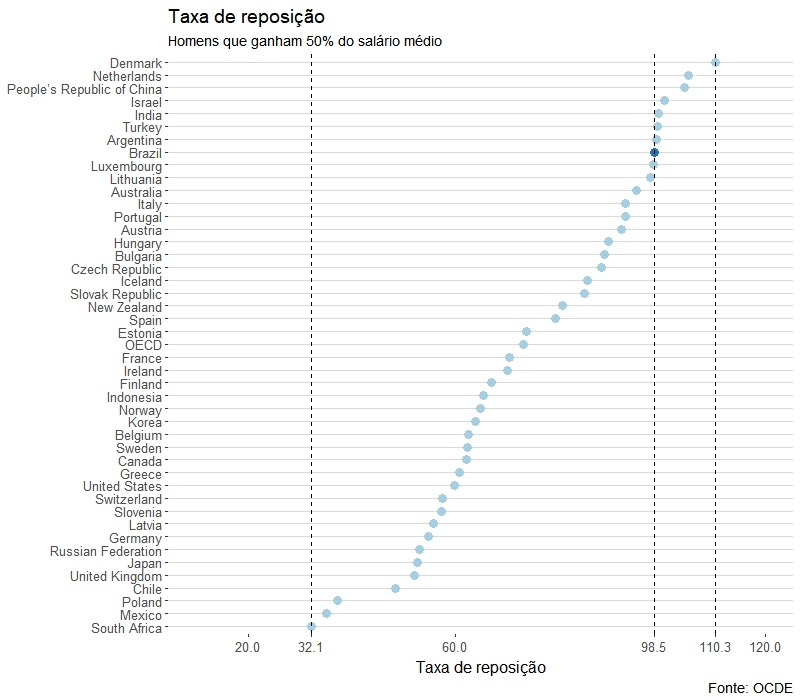 Taxa de reposição
Homens que ganham 50% do salário médio
Denmark
Netherlands
People's Republic of China
Israel
India
Turkey
Argentina
Brazil
Luxembourg
Lithuania
Australia
Italy
Portugal
Austria
Hungary
Bulgaria
Czech Republic
Iceland
Slovak Republic
New Zealand
Spain
Estonia
OECD
France
Ireland
Finland
Indonesia
Norway
Korea
Belgium
Sweden
Canada
Greece
United States
Switzerland
Slovenia
Latvia
Germany
Russian Federation
Japan
United Kingdom
Chile
Poland
Mexico
South Africa
20.0 32.1 60.0 98.5 110.3 120.0
Taxa de reposição
Fonte: OCDE